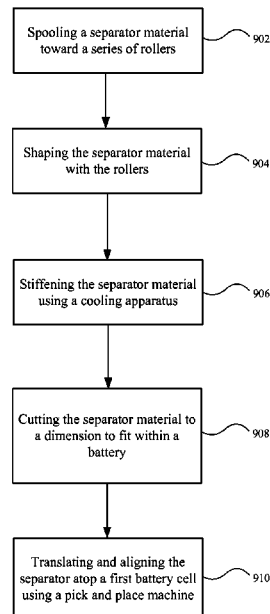 Spooling a separator material
toward a series of rollers
902
Shaping the separator material
with the rollers
904
Stiffening the separator material
using a cooling apparatus
906
Cutting the separator material to
a dimension to fit within a
battery
908
Translating and aligning the
separator atop a first battery cell
using a pick and place machine
910